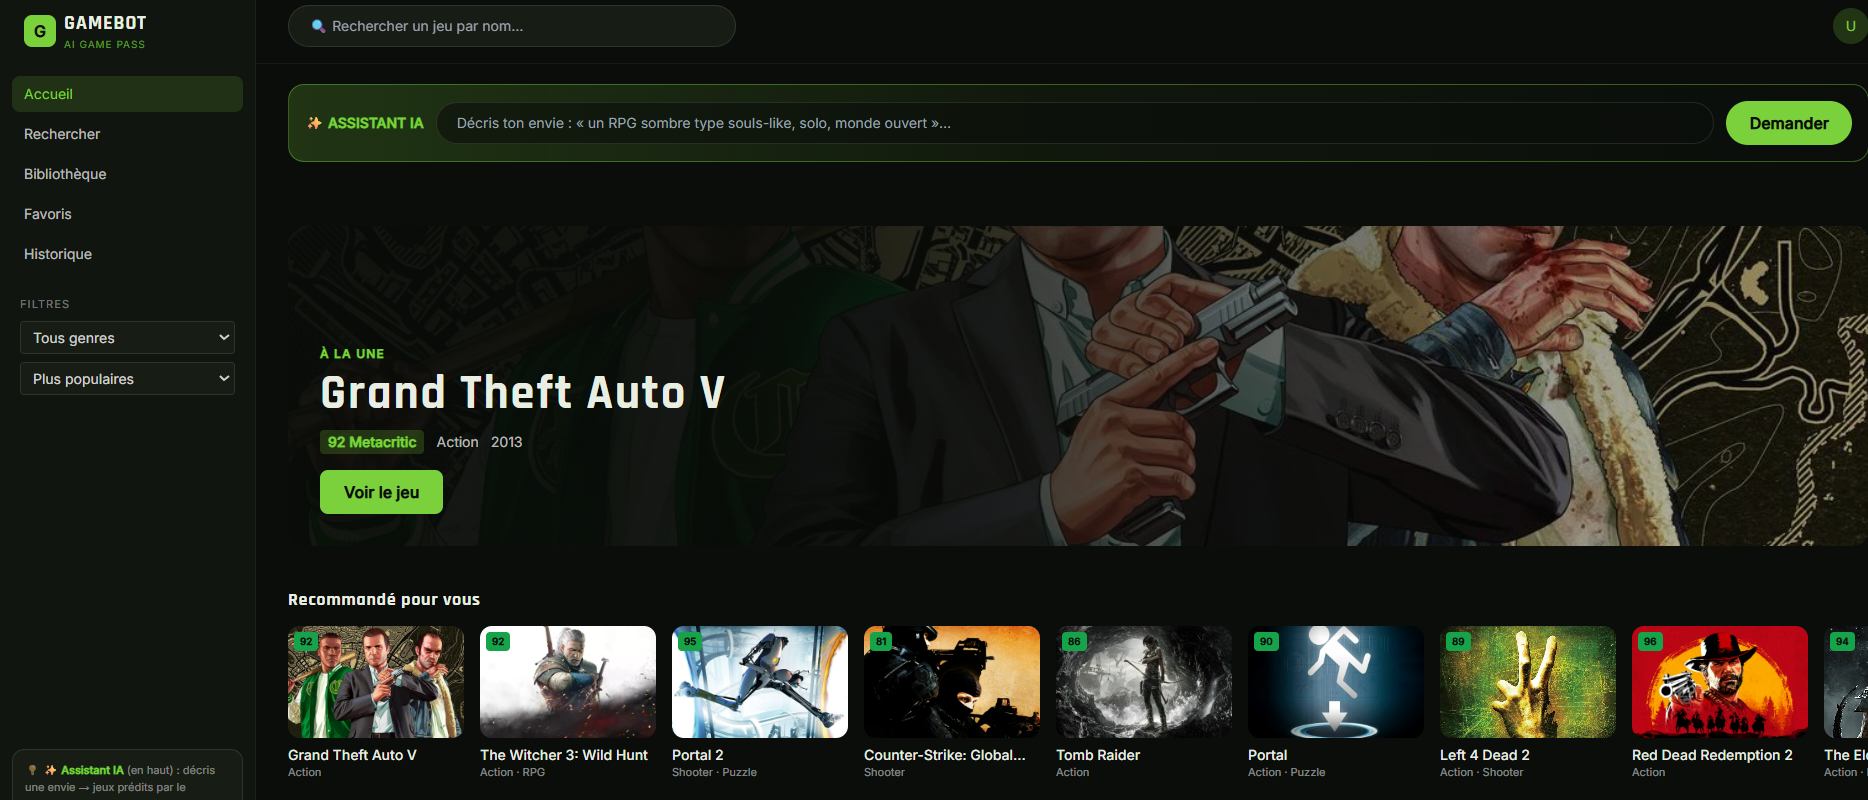 G
GAMEBOT
AI GAME PASS
Accueil
Rechercher
Bibliothèque
Favoris
Historique
FILTRES
Tous genres
Plus populaires
✨ Assistant IA (en haut) : décris
une envie → jeux prédits par le
Rechercher un jeu par nom...
U
✨ ASSISTANT IA
Décris ton envie : « un RPG sombre type souls-like, solo, monde ouvert »...
Demander
À LA UNE
Grand Theft Auto V
92 Metacritic Action 2013
Voir le jeu
Recommandé pour vous
92
Grand Theft Auto V
Action
92
The Witcher 3: Wild Hunt
Action · RPG
95
Portal 2
Shooter · Puzzle
81
Counter-Strike: Global...
Shooter
86
Tomb Raider
Action
90
Portal
Action · Puzzle
89
Left 4 Dead 2
Action · Shooter
96
Red Dead Redemption 2
Action
94
The El
Action ·